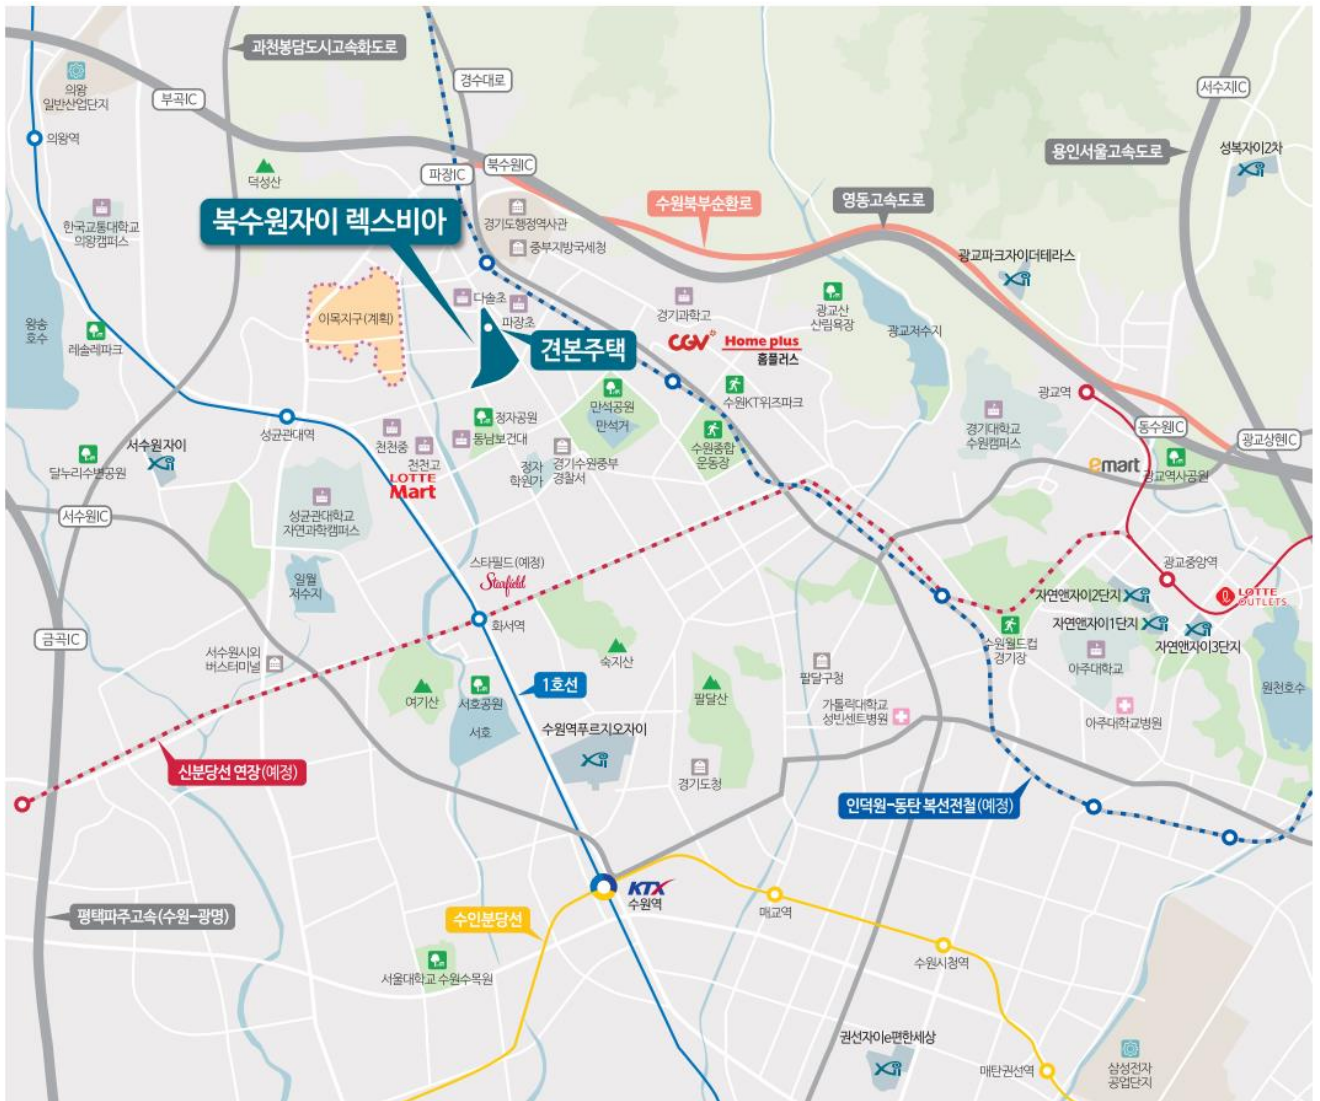 과천봉담도시고속화도로
경수대로
의왕
일반산업단지
부곡IC
서수지IC
의왕역
용인서울고속도로
성복자이2차
Xi
북수원IC
파장IC
덕성산
한국교통대학교
의왕캠퍼스
북수원자이 렉스비아
경기도행정역사관
중부지방국세청
수원북부순환로
영동고속도로
광교파크자이더테라스
Xi
왕송
호수
레솔레파크
이목지구(계획)
다솔초
파장초
경기과학고
광교산
산림욕장
광교저수지
견본주택
CGV
Home plus
홈플러스
만석공원
만석거
수원KT위즈파크
광교역
성균관대역
정자공원
동남보건대
천천중
천천고
LOTTE
Mart
정자
학원가
경기수원중부
경찰서
수원종합
운동장
경기대학교
수원캠퍼스
동수원IC
광교상현IC
emart
광교역사공원
서수원자이
Xi
달누리수변공원
서수원IC
성균관대학교
자연과학캠퍼스
일월
저수지
스타필드(예정)
Starfield
화서역
광교중앙역
LOTTE
OUTLETS
자연앤자이2단지
Xi
자연앤자이1단지
Xi
자연앤자이3단지
Xi
금곡IC
서수원시외
버스터미널
숙지산
팔달구청
수원월드컵
경기장
아주대학교
원천호수
1호선
여기산
서호공원
서호
팔달산
가톨릭대학교
성빈센트병원
아주대학교병원
수원역푸르지오자이
Xi
신분당선 연장(예정)
경기도청
인덕원-동탄 복선전철(예정)
KTX
수원역
매교역
평택파주고속(수원-광명)
수인분당선
수원시청역
서울대학교 수원수목원
권선자이e편한세상
Xi
매탄권선역
삼성전자
공업단지